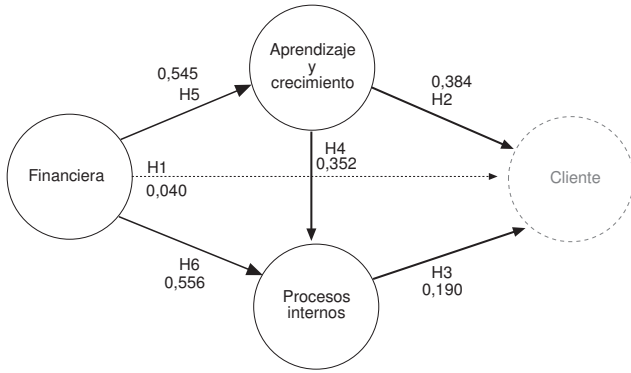 Aprendizaje
y
crecimiento
0,545
H5
0,384
H2
H4
0,352
Financiera
H1
0,040
Cliente
H6
0,556
Procesos
internos
H3
0,190